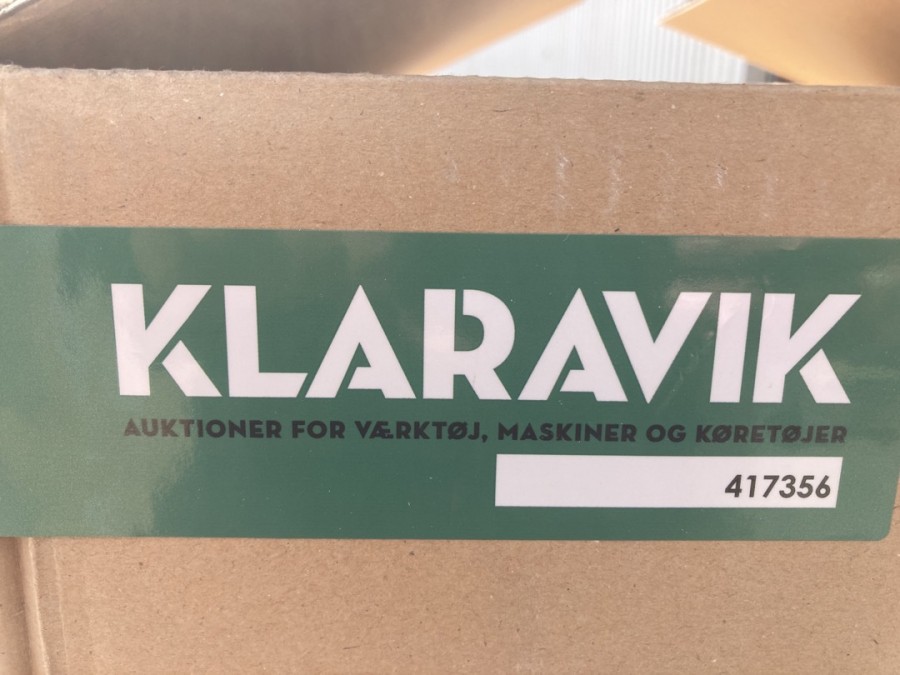 KLARAVIK
AUKTIONER FOR VÆRKTØJ, MASKINER OG KØRETØJER
417356